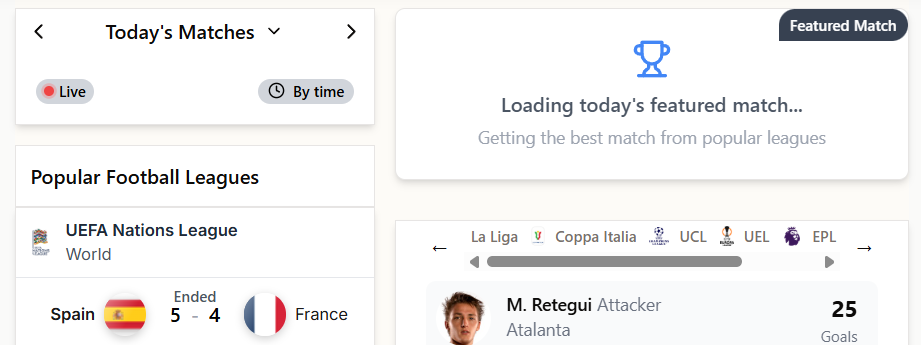 Today's Matches
Live
By time
Popular Football Leagues
UEFA Nations League
World
Spain
Ended
5 - 4
France
Featured Match
Loading today's featured match...
Getting the best match from popular leagues
← La Liga Coppa Italia UCL UEL EPL →
M. Retegui Attacker
Atalanta
25
Goals